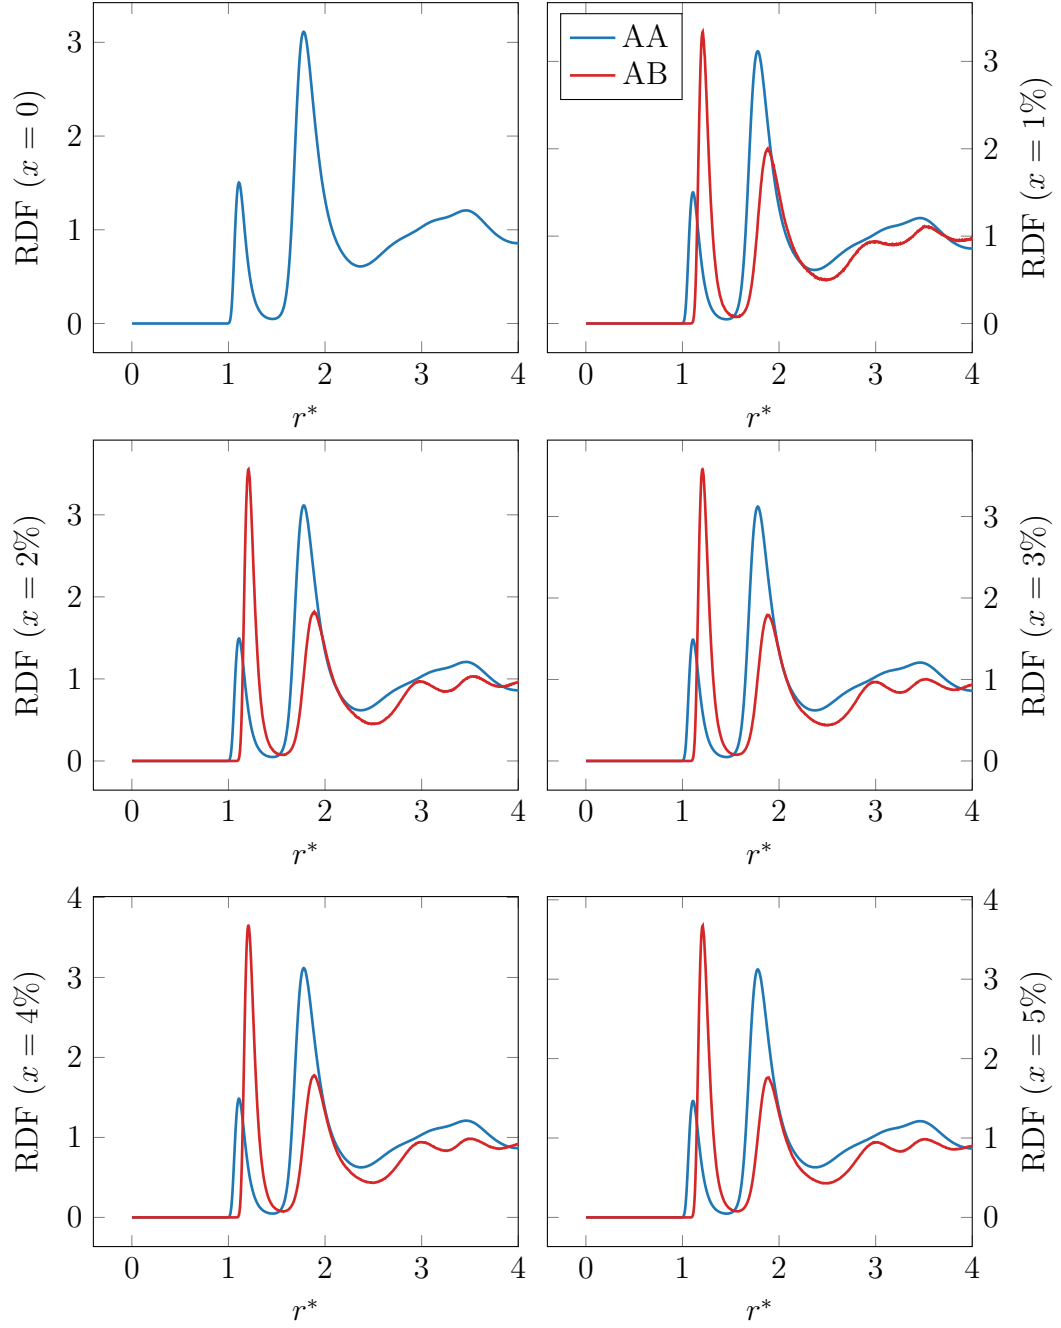 RDF (x = 0)
3
2
1
0
0 1 2 3 4
r*
AA
AB
3
2
1
0
RDF (x = 1%)
0 1 2 3 4
r*
RDF (x = 2%)
3
2
1
0
0 1 2 3 4
r*
3
2
1
0
RDF (x = 3%)
0 1 2 3 4
r*
RDF (x = 4%)
4
3
2
1
0
0 1 2 3 4
r*
4
3
2
1
0
RDF (x = 5%)
0 1 2 3 4
r*